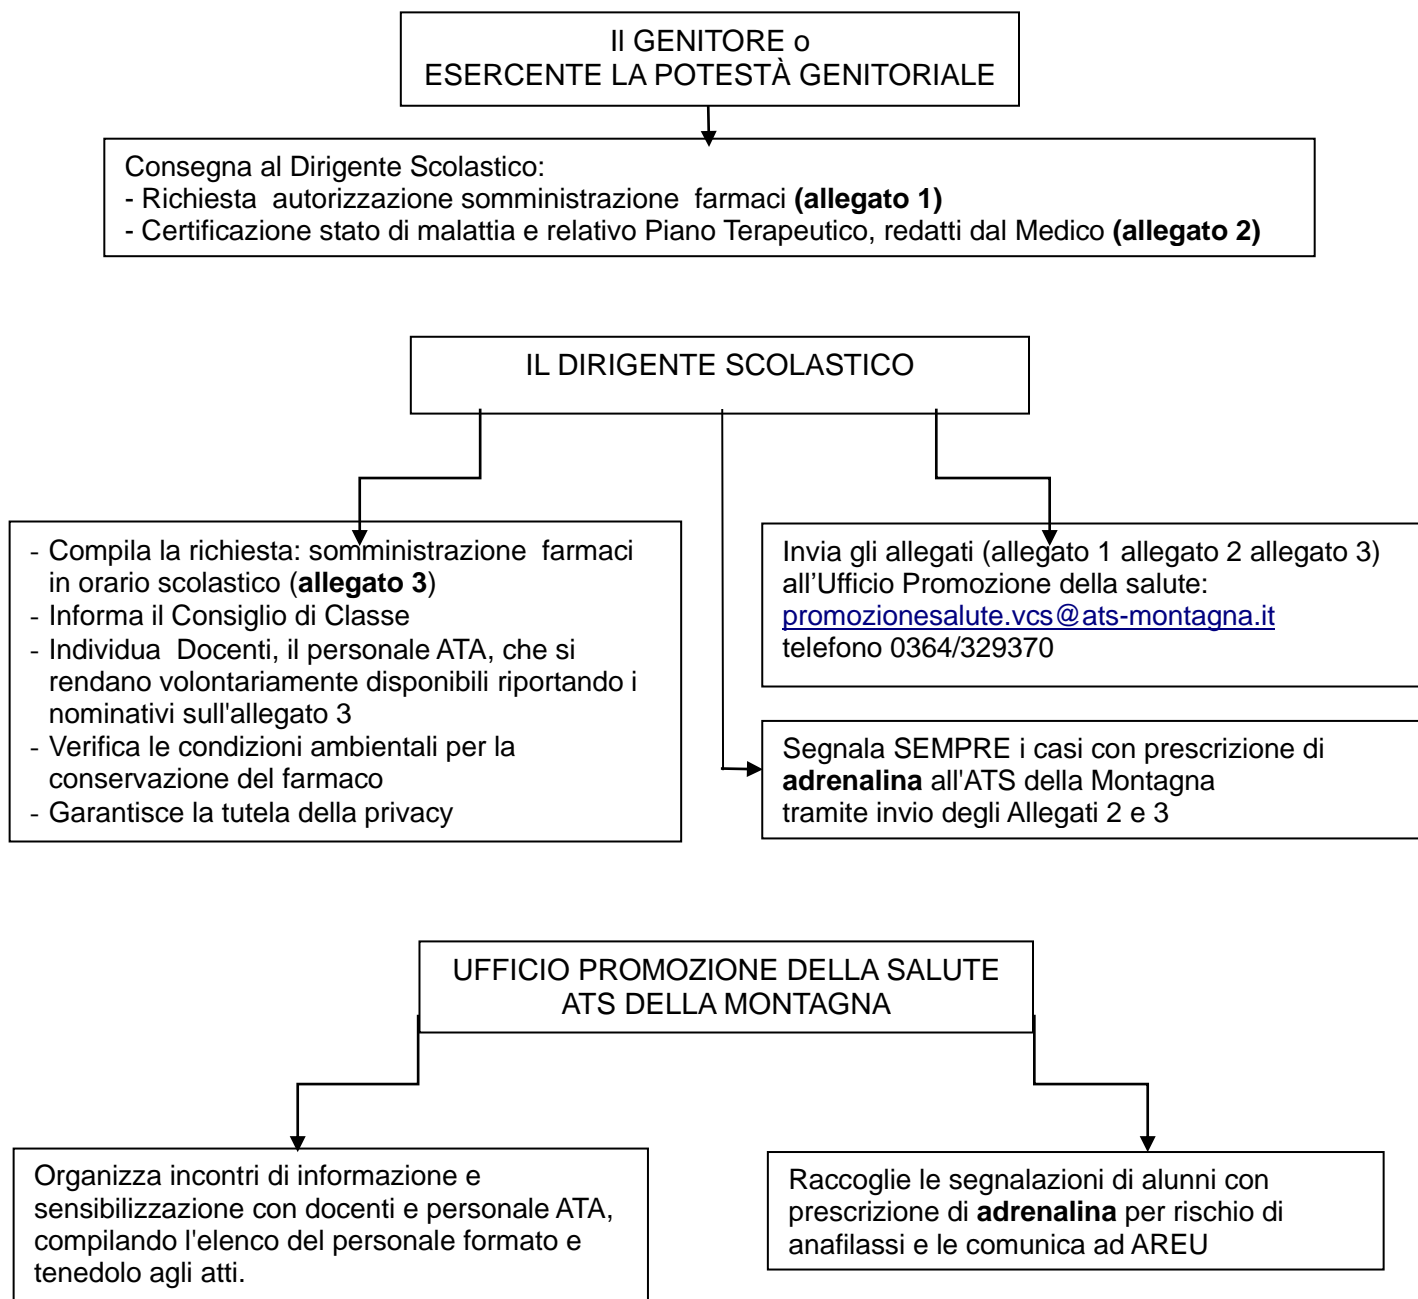 Il GENITORE o
ESERCENTE LA POTESTÀ GENITORIALE
Consegna al Dirigente Scolastico:
- Richiesta autorizzazione somministrazione farmaci (allegato 1)
- Certificazione stato di malattia e relativo Piano Terapeutico, redatti dal Medico (allegato 2)
IL DIRIGENTE SCOLASTICO
- Compila la richiesta: somministrazione farmaci
in orario scolastico (allegato 3)
- Informa il Consiglio di Classe
- Individua Docenti, il personale ATA, che si
rendano volontariamente disponibili riportando i
nominativi sull'allegato 3
- Verifica le condizioni ambientali per la
conservazione del farmaco
- Garantisce la tutela della privacy
Invia gli allegati (allegato 1 allegato 2 allegato 3)
all’Ufficio Promozione della salute:
promozionesalute.vcs@ats-montagna.it
telefono 0364/329370
Segnala SEMPRE i casi con prescrizione di
adrenalina all'ATS della Montagna
tramite invio degli Allegati 2 e 3
UFFICIO PROMOZIONE DELLA SALUTE
ATS DELLA MONTAGNA
Organizza incontri di informazione e
sensibilizzazione con docenti e personale ATA,
compilando l'elenco del personale formato e
tenedolo agli atti.
Raccoglie le segnalazioni di alunni con
prescrizione di adrenalina per rischio di
anafilassi e le comunica ad AREU